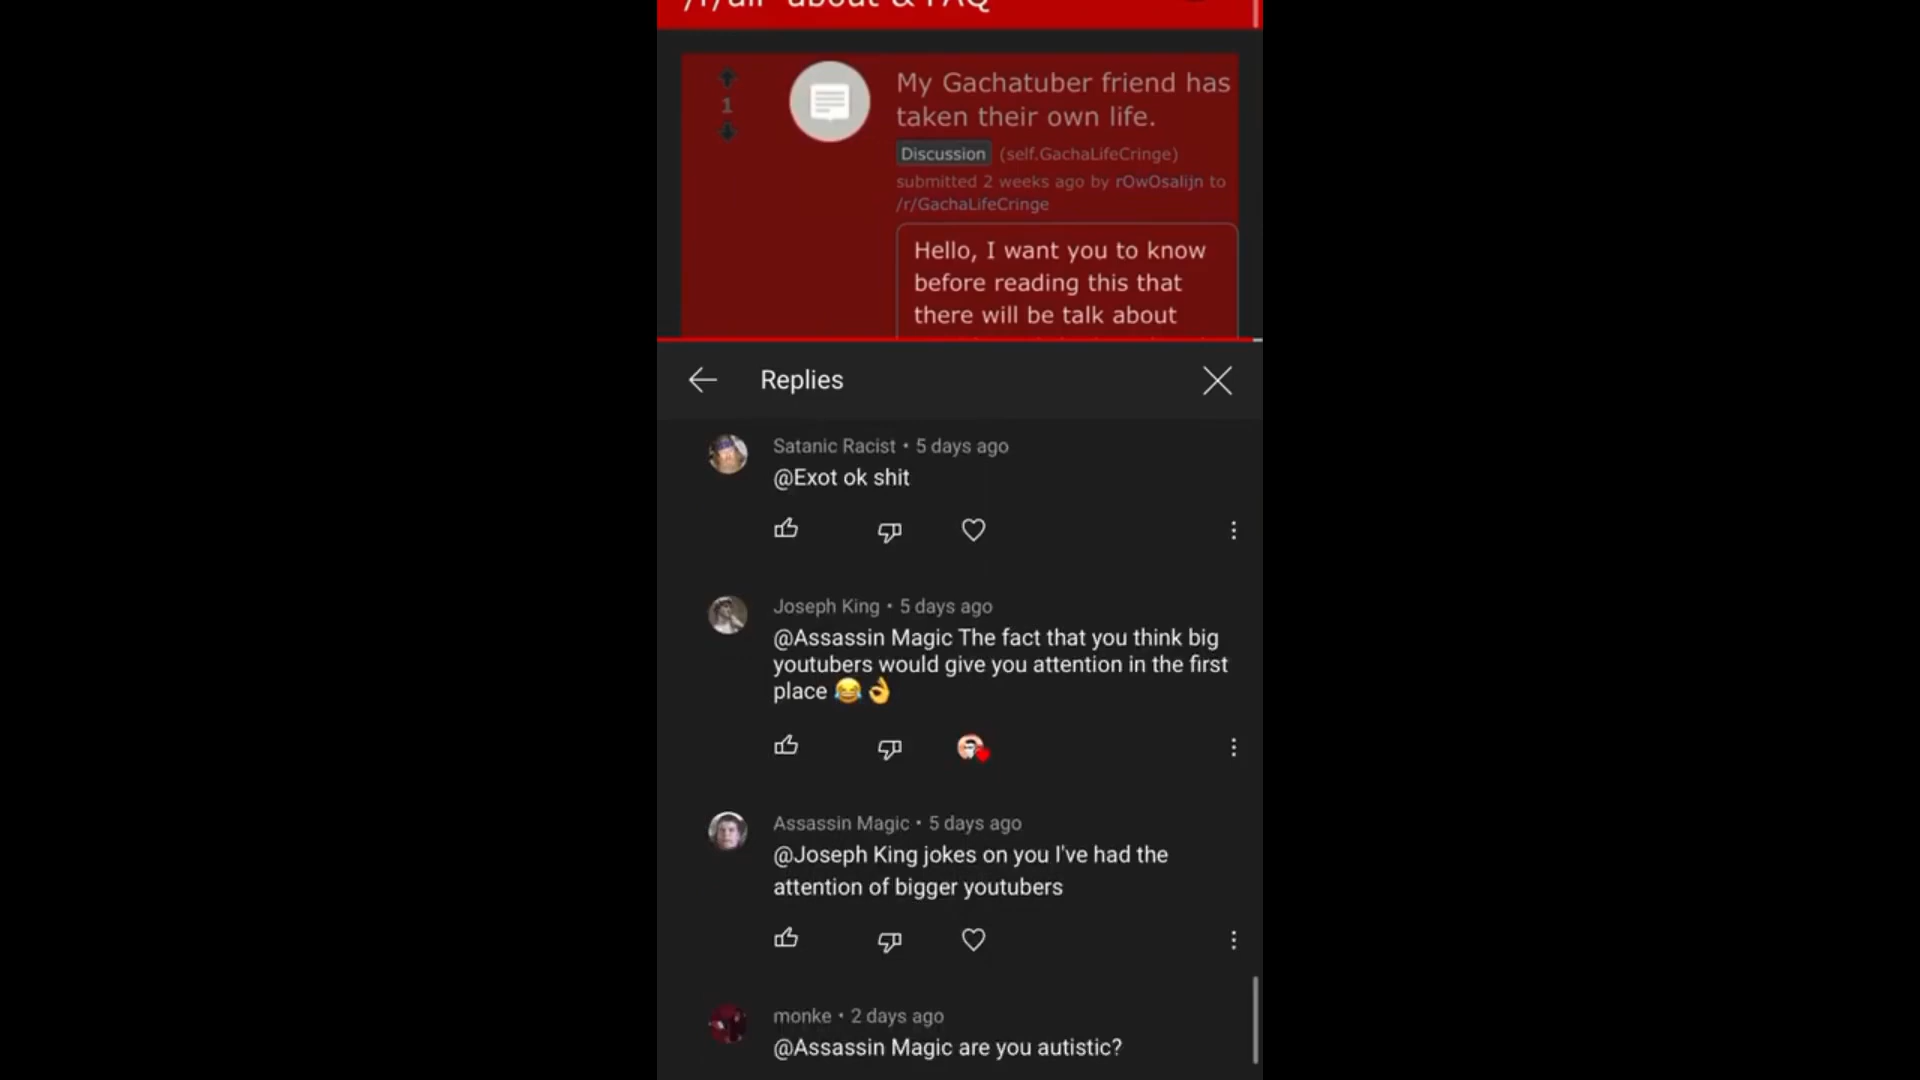 /r/all about & FAQ
My Gachatuber friend has
taken their own life.
1
Discussion (self.GachaLifeCringe)
submitted 2 weeks ago by rOwOsalijn to
/r/GachaLifeCringe
Hello, I want you to know
before reading this that
there will be talk about
Replies
Satanic Racist • 5 days ago
@Exot ok shit
Joseph King • 5 days ago
@Assassin Magic The fact that you think big
youtubers would give you attention in the first
place 😂👌
Assassin Magic • 5 days ago
@Joseph King jokes on you I've had the
attention of bigger youtubers
monke • 2 days ago
@Assassin Magic are you autistic?